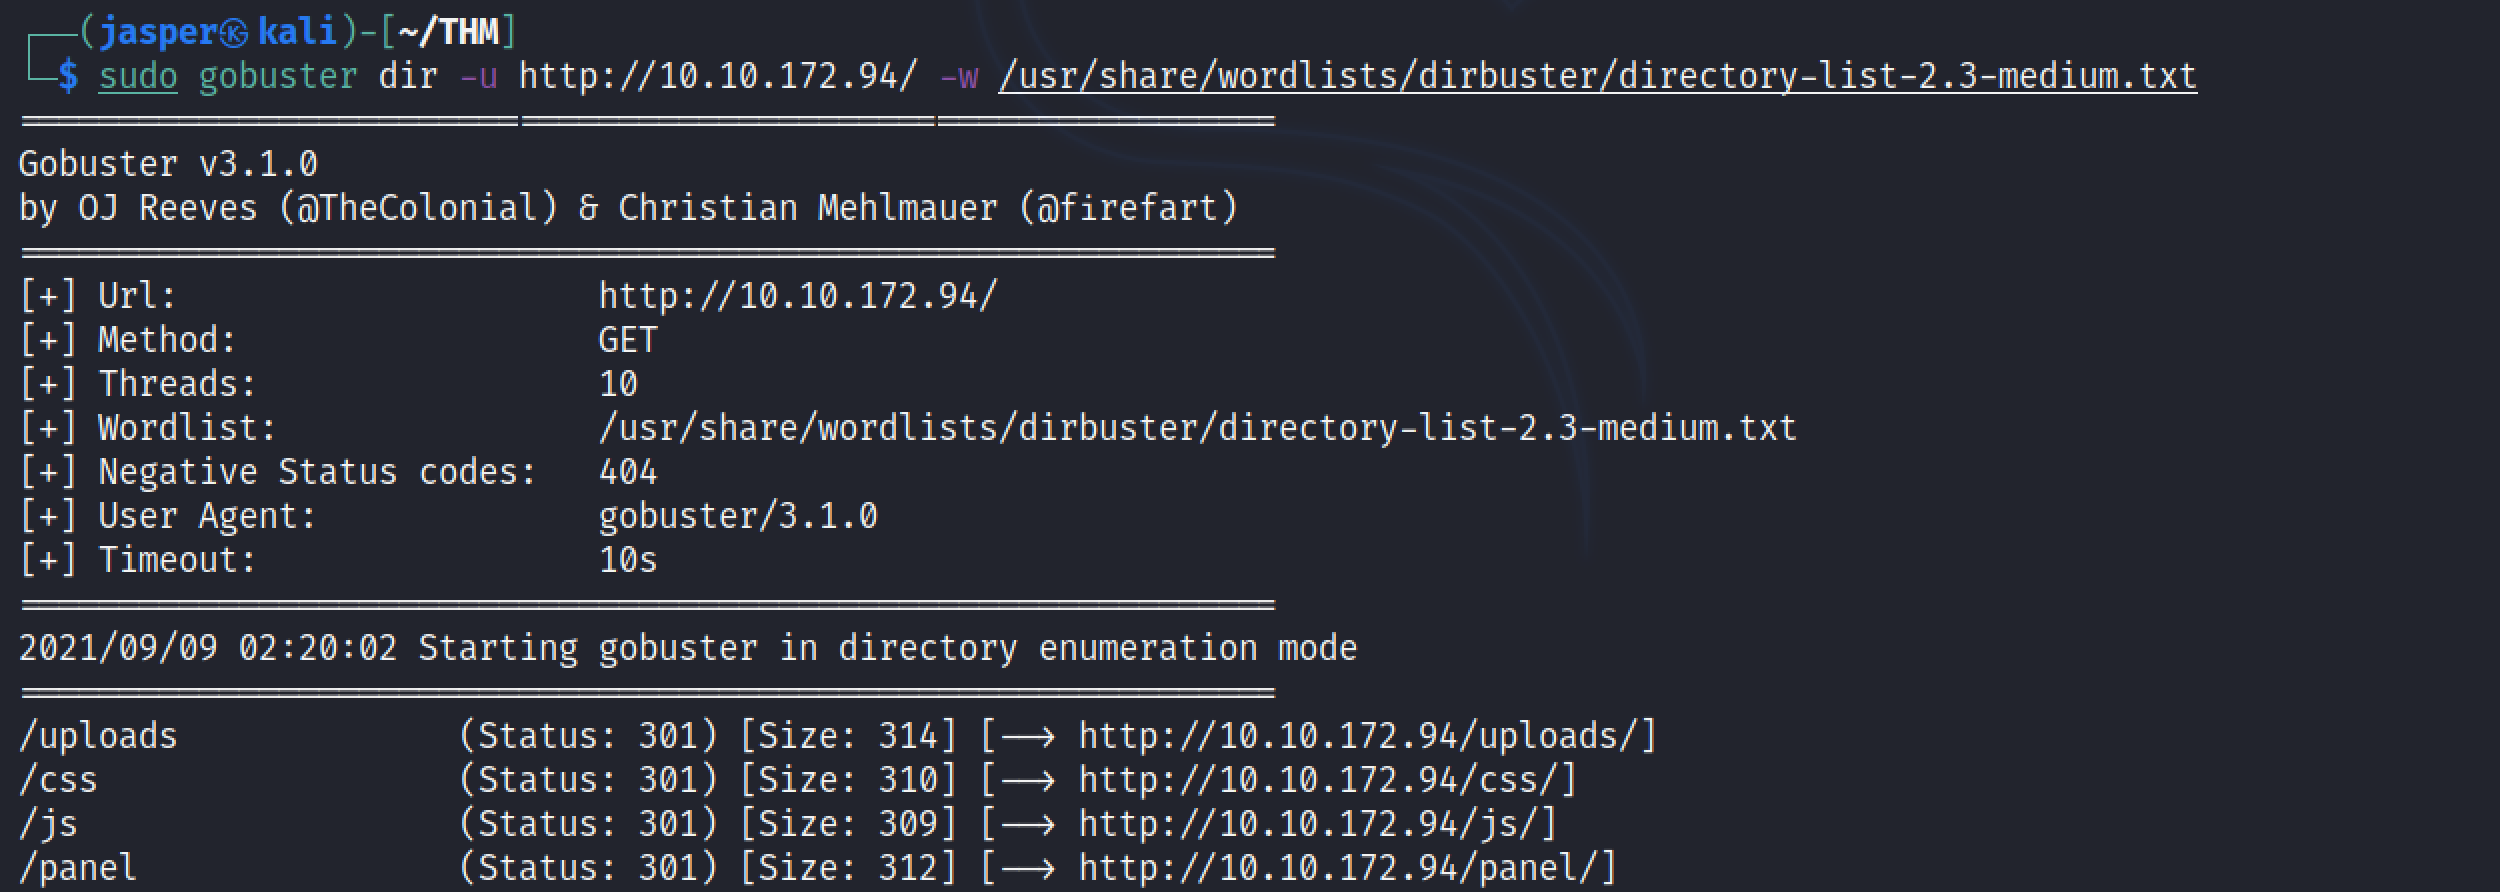 (jasper㉿kali)-[~/THM]
$ sudo gobuster dir -u http://10.10.172.94/ -w /usr/share/wordlists/dirbuster/directory-list-2.3-medium.txt
===============================================================
Gobuster v3.1.0
by OJ Reeves (@TheColonial) & Christian Mehlmauer (@firefart)
===============================================================
[+] Url:                     http://10.10.172.94/
[+] Method:                  GET
[+] Threads:                 10
[+] Wordlist:                /usr/share/wordlists/dirbuster/directory-list-2.3-medium.txt
[+] Negative Status codes:   404
[+] User Agent:              gobuster/3.1.0
[+] Timeout:                 10s
===============================================================
2021/09/09 02:20:02 Starting gobuster in directory enumeration mode
===============================================================
/uploads              (Status: 301) [Size: 314] [--> http://10.10.172.94/uploads/]
/css                  (Status: 301) [Size: 310] [--> http://10.10.172.94/css/]
/js                   (Status: 301) [Size: 309] [--> http://10.10.172.94/js/]
/panel                (Status: 301) [Size: 312] [--> http://10.10.172.94/panel/]